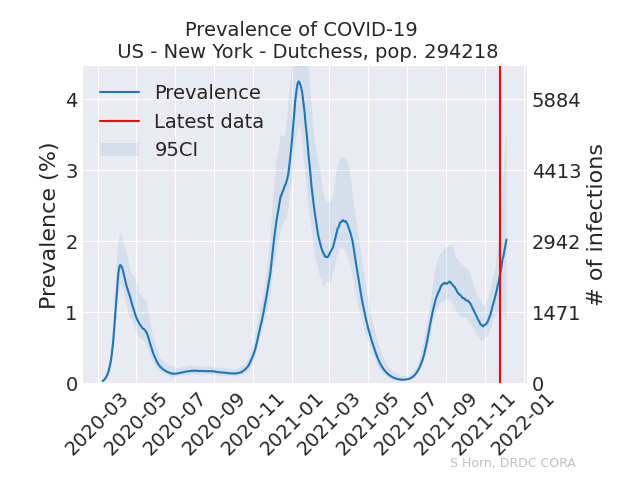 Prevalence of COVID-19
US - New York - Dutchess, pop. 294218
Prevalence
Latest data
95CI
Prevalence (%)
4
3
2
1
0
5884
4413
2942
1471
0
# of infections
2020-03
2020-05
2020-07
2020-09
2020-11
2021-01
2021-03
2021-05
2021-07
2021-09
2021-11
2022-01
S Horn, DRDC CORA